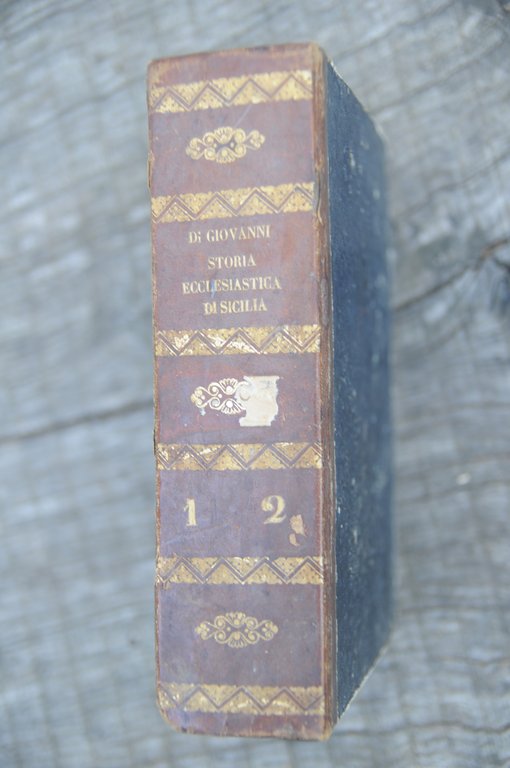 Di GIOVANNI
STORIA
ECCLESIASTICA
DI SICILIA
1 2